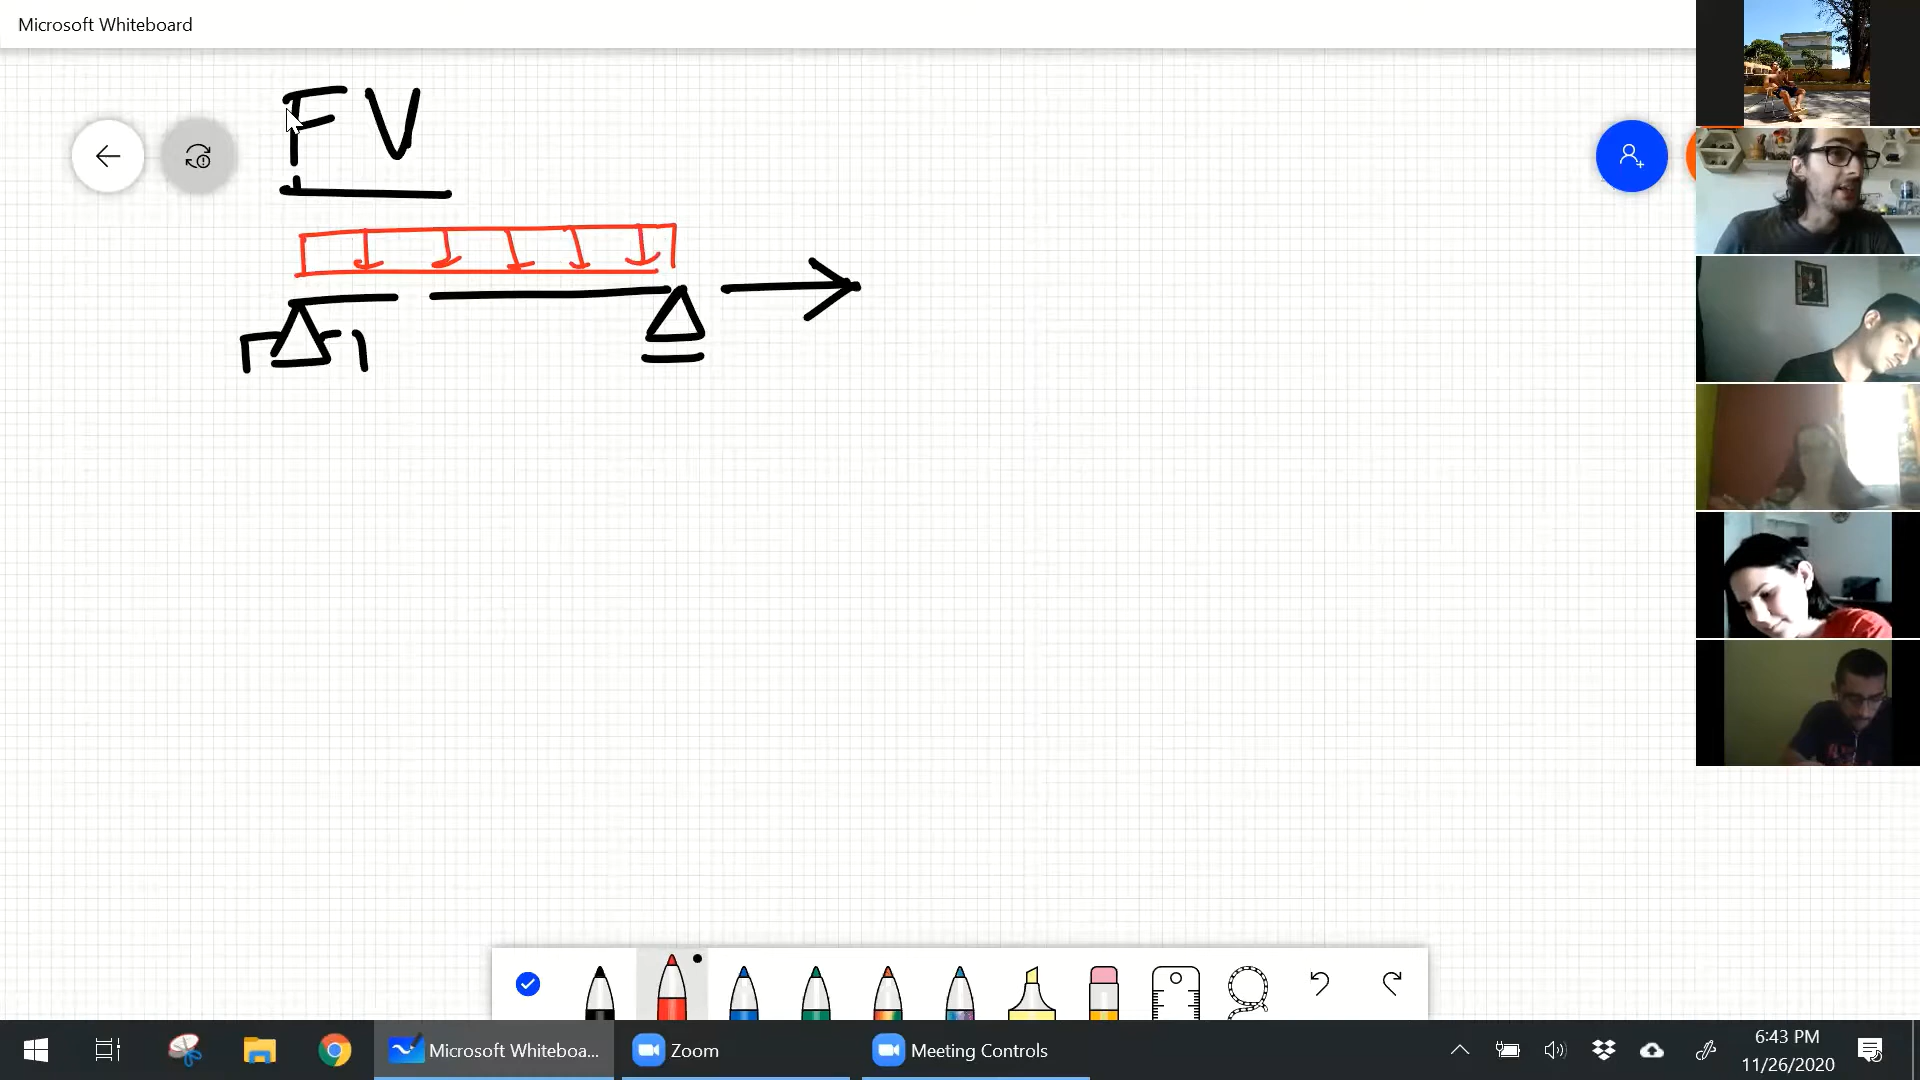 Microsoft Whiteboard
FV
Microsoft Whiteboa...
Zoom
Meeting Controls
6:43 PM
11/26/2020